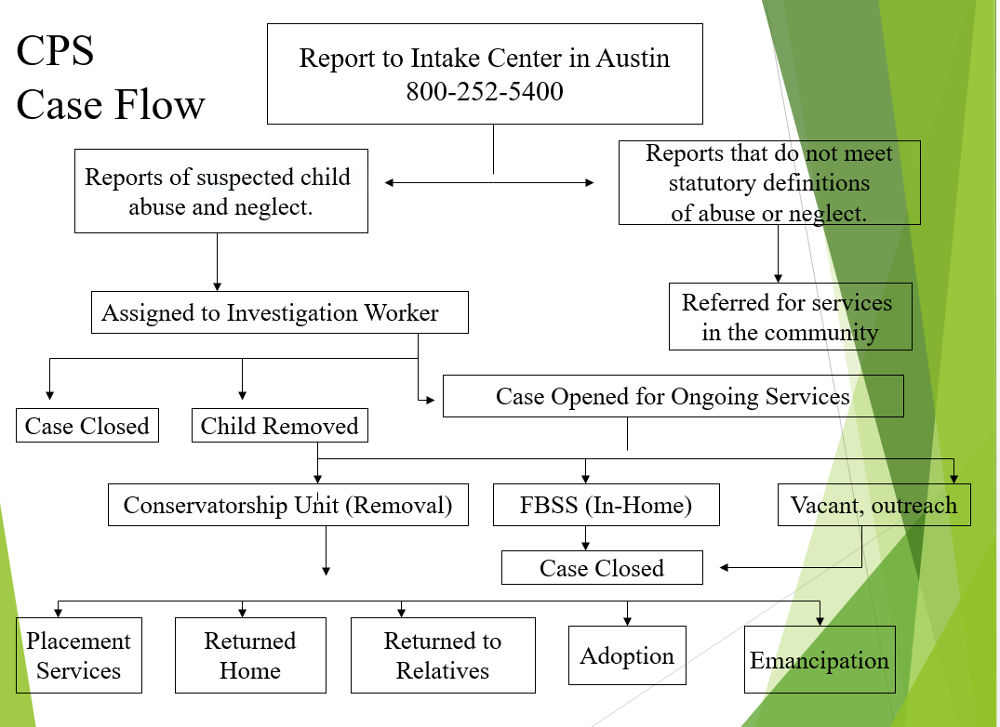 CPS
Case Flow
Report to Intake Center in Austin
800-252-5400
Reports of suspected child
abuse and neglect.
Reports that do not meet
statutory definitions
of abuse or neglect.
Assigned to Investigation Worker
Referred for services
in the community
Case Opened for Ongoing Services
Case Closed
Child Removed
Conservatorship Unit (Removal)
FBSS (In-Home)
Vacant, outreach
Case Closed
Placement
Services
Returned
Home
Returned to
Relatives
Adoption
Emancipation